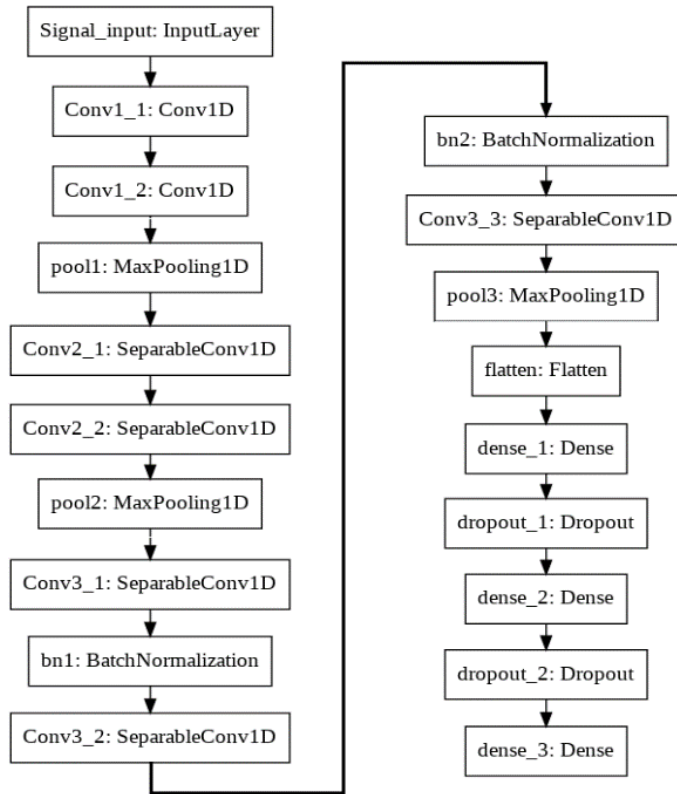 Signal_input: InputLayer
Conv1_1: Conv1D
Conv1_2: Conv1D
pool1: MaxPooling1D
Conv2_1: SeparableConv1D
Conv2_2: SeparableConv1D
pool2: MaxPooling1D
Conv3_1: SeparableConv1D
bn1: BatchNormalization
Conv3_2: SeparableConv1D
bn2: BatchNormalization
Conv3_3: SeparableConv1D
pool3: MaxPooling1D
flatten: Flatten
dense_1: Dense
dropout_1: Dropout
dense_2: Dense
dropout_2: Dropout
dense_3: Dense